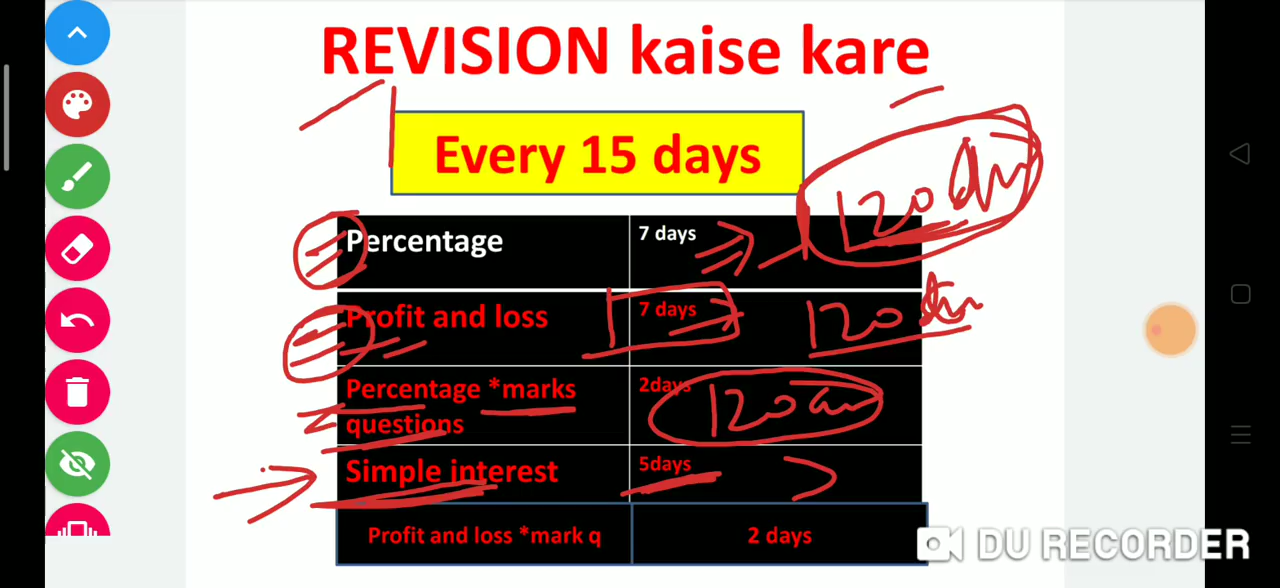 REVISION kaise kare
Every 15 days
Percentage 7 days
120
Profit and loss 7 days 120
Percentage *marks 2days
questions 120
Simple interest 5days
Profit and loss *mark q 2 days
DU RECORDER